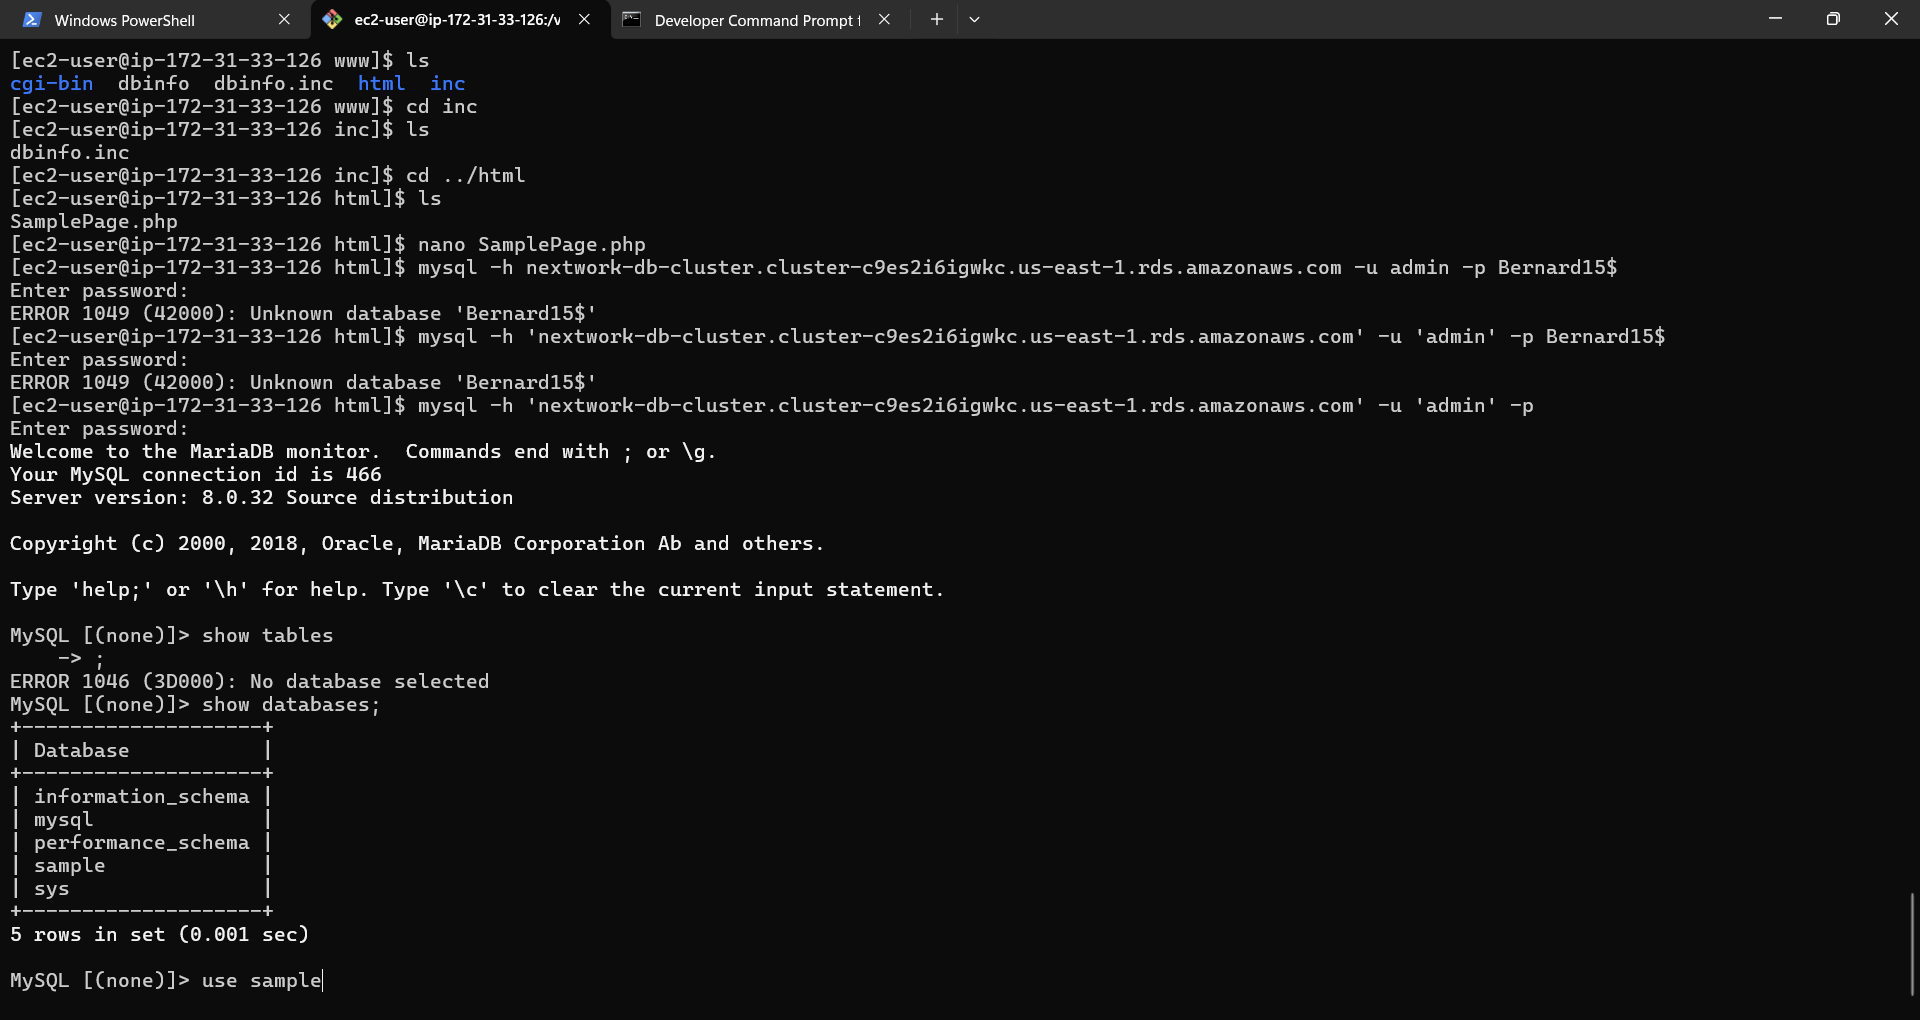 Windows PowerShell
ec2-user@ip-172-31-33-126:/v
Developer Command Prompt f
[ec2-user@ip-172-31-33-126 www]$ ls
cgi-bin  dbinfo  dbinfo.inc  html  inc
[ec2-user@ip-172-31-33-126 www]$ cd inc
[ec2-user@ip-172-31-33-126 inc]$ ls
dbinfo.inc
[ec2-user@ip-172-31-33-126 inc]$ cd ../html
[ec2-user@ip-172-31-33-126 html]$ ls
SamplePage.php
[ec2-user@ip-172-31-33-126 html]$ nano SamplePage.php
[ec2-user@ip-172-31-33-126 html]$ mysql -h nextwork-db-cluster.cluster-c9es2i6igwkc.us-east-1.rds.amazonaws.com -u admin -p Bernard15$
Enter password:
ERROR 1049 (42000): Unknown database 'Bernard15$'
[ec2-user@ip-172-31-33-126 html]$ mysql -h 'nextwork-db-cluster.cluster-c9es2i6igwkc.us-east-1.rds.amazonaws.com' -u 'admin' -p Bernard15$
Enter password:
ERROR 1049 (42000): Unknown database 'Bernard15$'
[ec2-user@ip-172-31-33-126 html]$ mysql -h 'nextwork-db-cluster.cluster-c9es2i6igwkc.us-east-1.rds.amazonaws.com' -u 'admin' -p
Enter password:
Welcome to the MariaDB monitor.  Commands end with ; or \g.
Your MySQL connection id is 466
Server version: 8.0.32 Source distribution

Copyright (c) 2000, 2018, Oracle, MariaDB Corporation Ab and others.

Type 'help;' or '\h' for help. Type '\c' to clear the current input statement.

MySQL [(none)]> show tables
    -> ;
ERROR 1046 (3D000): No database selected
MySQL [(none)]> show databases;
+--------------------+
| Database           |
+--------------------+
| information_schema |
| mysql              |
| performance_schema |
| sample             |
| sys                |
+--------------------+
5 rows in set (0.001 sec)

MySQL [(none)]> use sample